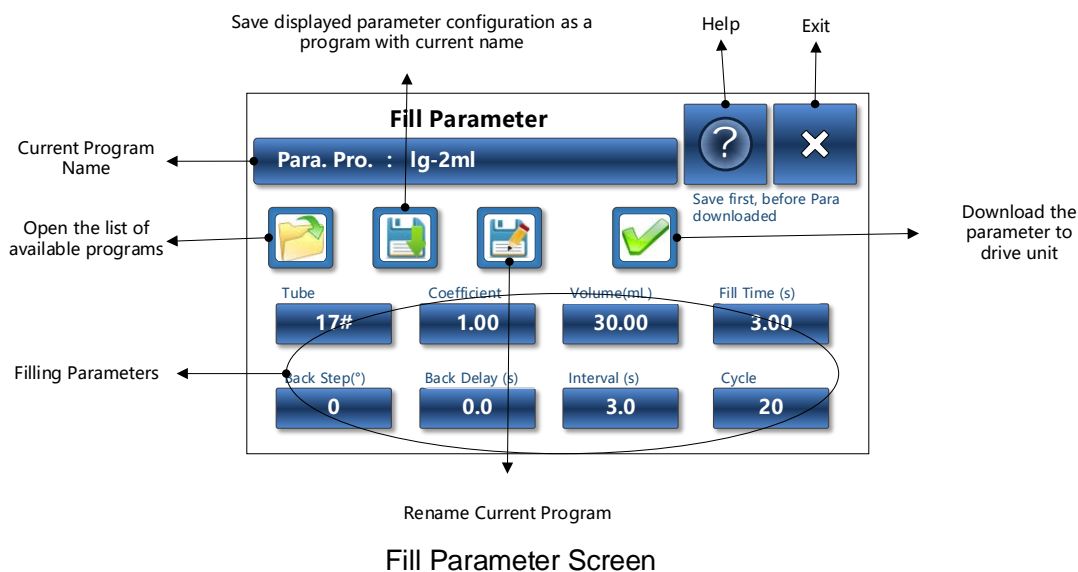 Save displayed parameter configuration as a
program with current name
Help
Exit
Fill Parameter
Current Program
Name
Para. Pro. : lg-2ml
?
Save first, before Para
downloaded
Open the list of
available programs
Download the
parameter to
drive unit
Tube
Coefficient
Volume(mL)
Fill Time (s)
17#
1.00
30.00
3.00
Filling Parameters
Back Step(°)
Back Delay (s)
Interval (s)
Cycle
0
0.0
3.0
20
Rename Current Program
Fill Parameter Screen